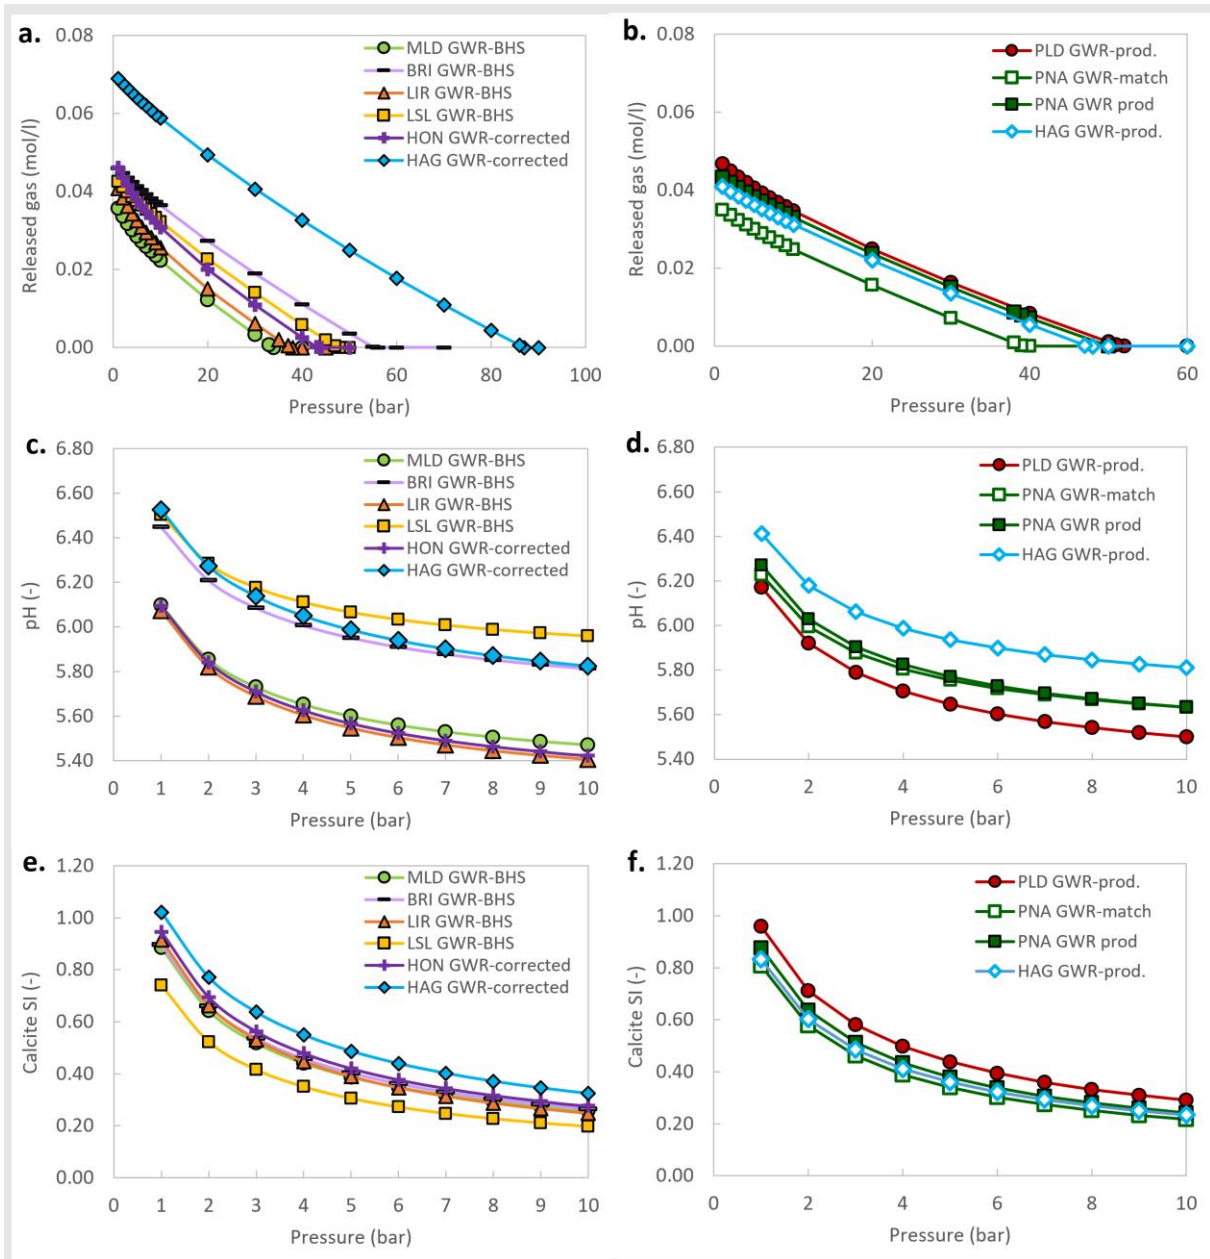 a.
0.08
0.06
0.04
0.02
0.00
Released gas (mol/l)
MLD GWR-BHS
BRI GWR-BHS
LIR GWR-BHS
LSL GWR-BHS
HON GWR-corrected
HAG GWR-corrected
0 20 40 60 80 100
Pressure (bar)
b.
0.08
0.06
0.04
0.02
0.00
Released gas (mol/l)
PLD GWR-prod.
PNA GWR-match
PNA GWR prod
HAG GWR-prod.
0 20 40 60
Pressure (bar)
c.
6.80
6.60
6.40
6.20
6.00
5.80
5.60
5.40
pH (-)
MLD GWR-BHS
BRI GWR-BHS
LIR GWR-BHS
LSL GWR-BHS
HON GWR-corrected
HAG GWR-corrected
0 1 2 3 4 5 6 7 8 9 10
Pressure (bar)
d.
6.80
6.60
6.40
6.20
6.00
5.80
5.60
5.40
pH (-)
PLD GWR-prod.
PNA GWR-match
PNA GWR prod
HAG GWR-prod.
0 2 4 6 8 10
Pressure (bar)
e.
1.20
1.00
0.80
0.60
0.40
0.20
0.00
Calcite SI (-)
MLD GWR-BHS
BRI GWR-BHS
LIR GWR-BHS
LSL GWR-BHS
HON GWR-corrected
HAG GWR-corrected
0 1 2 3 4 5 6 7 8 9 10
Pressure (bar)
f.
1.20
1.00
0.80
0.60
0.40
0.20
0.00
Calcite SI (-)
PLD GWR-prod.
PNA GWR-match
PNA GWR prod
HAG GWR-prod.
0 2 4 6 8 10
Pressure (bar)